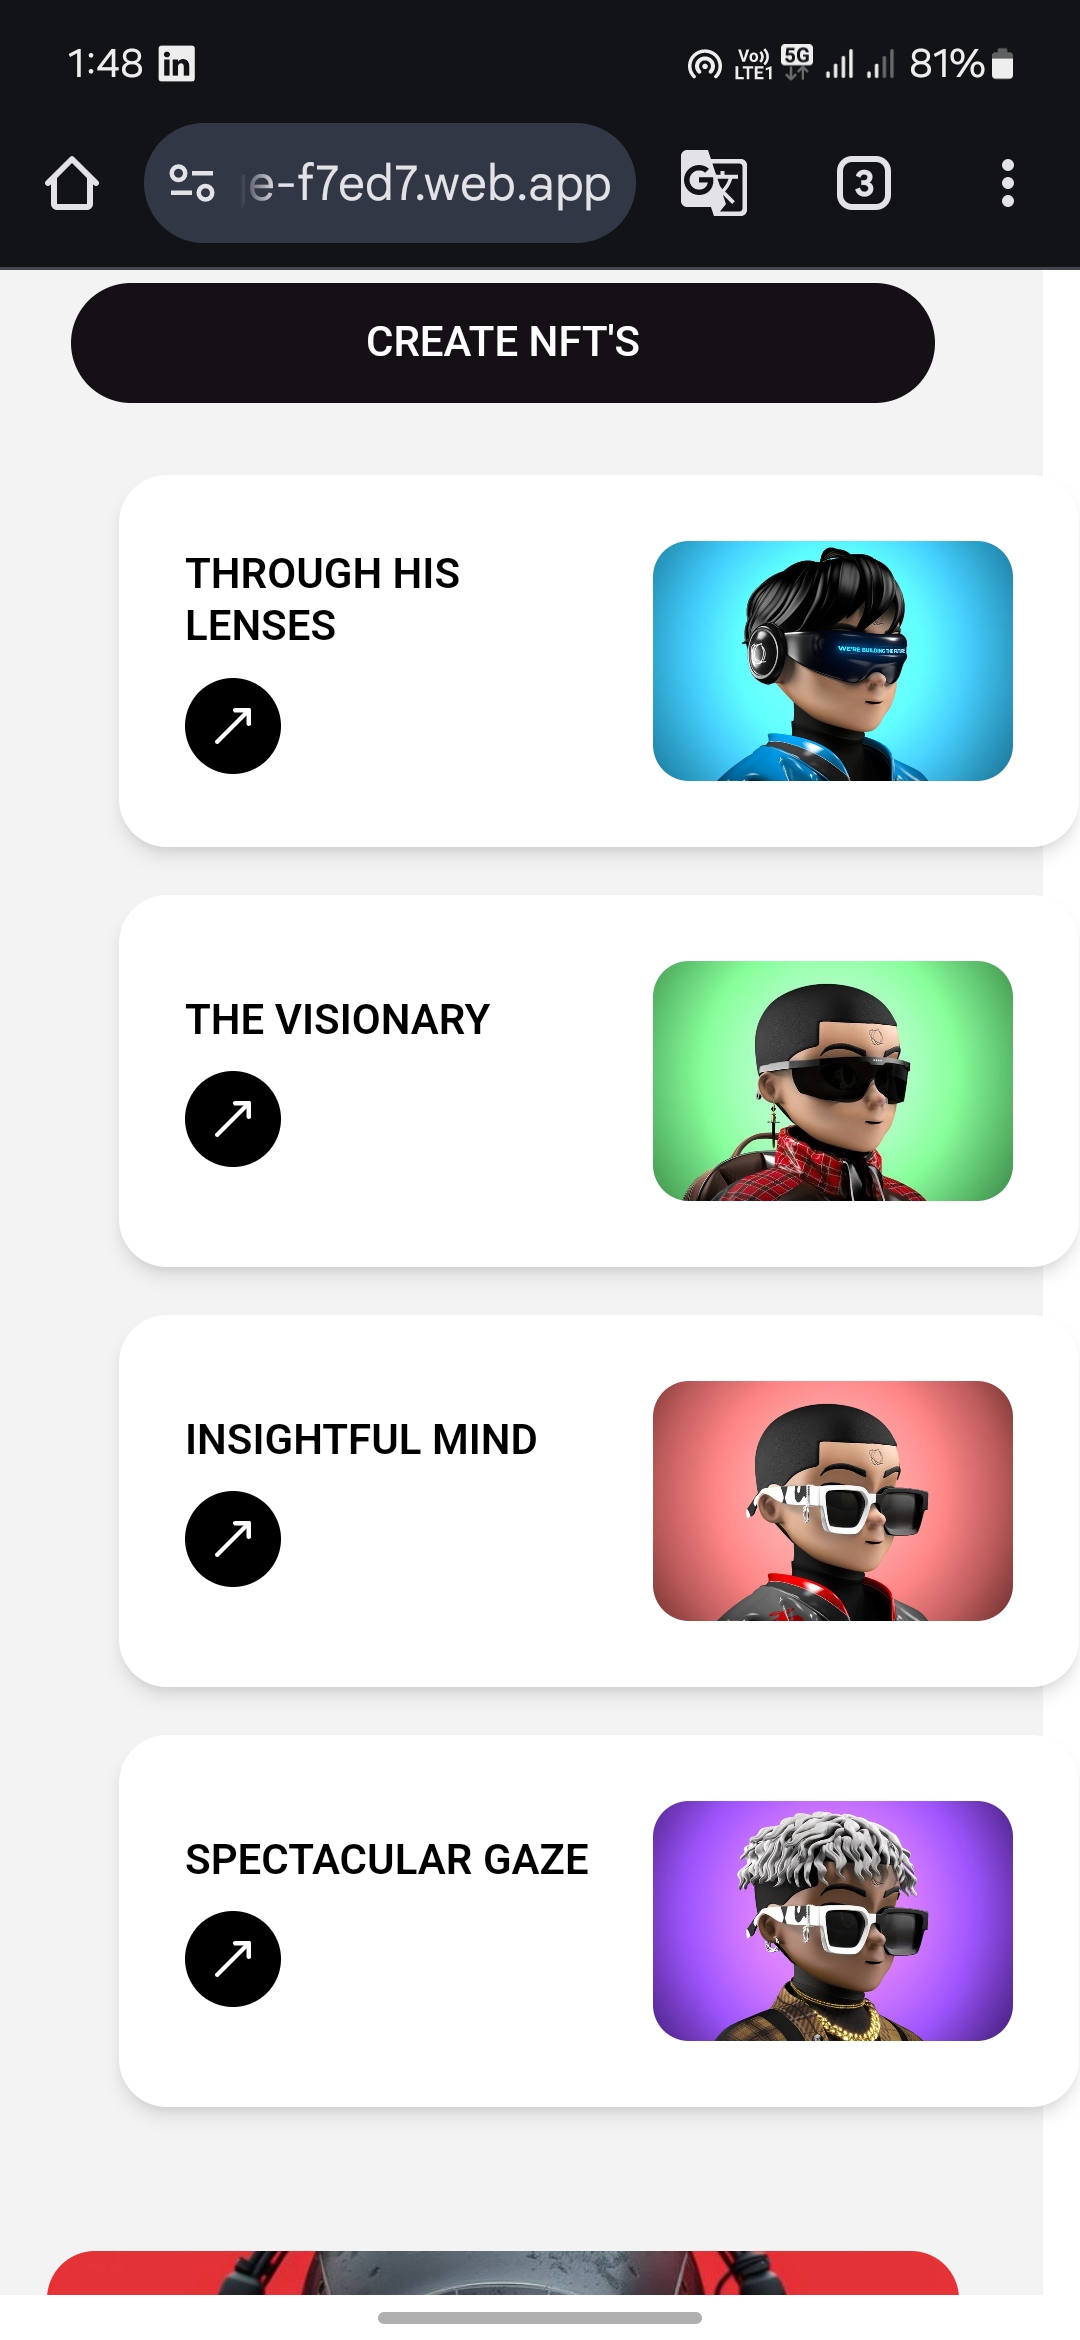 1:48 in Vo)) LTE1 5G 81%
e-f7ed7.web.app G 文 3
CREATE NFT'S
THROUGH HIS
LENSES
WE'RE BUILDING THE FUTURE
THE VISIONARY
INSIGHTFUL MIND
SPECTACULAR GAZE